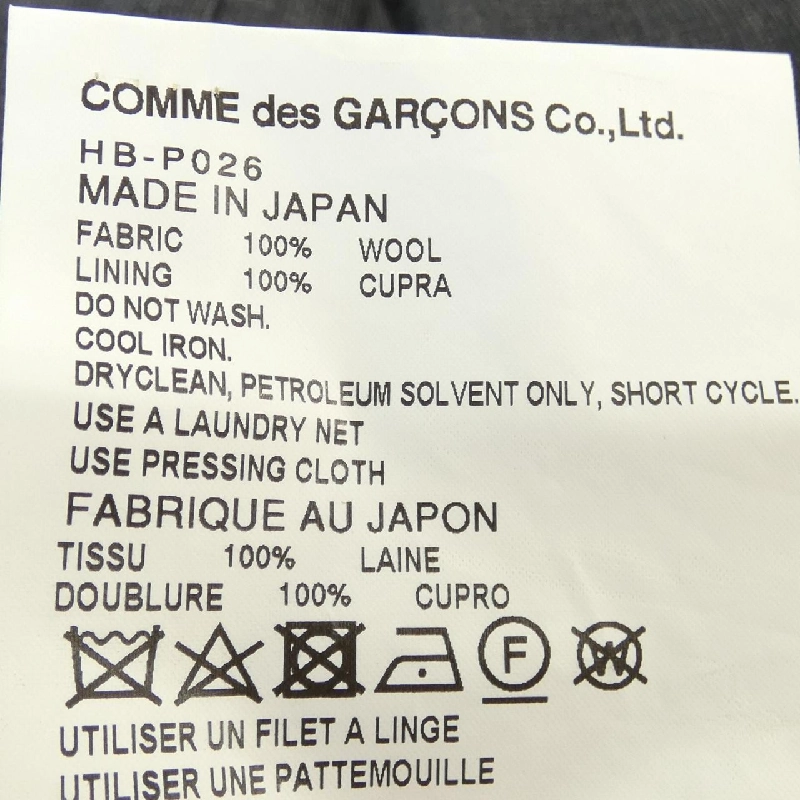 COMME des GARÇONS Co.,Ltd.
HB-P026
MADE IN JAPAN
FABRIC 100% WOOL
LINING 100% CUPRA
DO NOT WASH.
COOL IRON.
DRYCLEAN, PETROLEUM SOLVENT ONLY, SHORT CYCLE.
USE A LAUNDRY NET
USE PRESSING CLOTH
FABRIQUE AU JAPON
TISSU 100% LAINE
DOUBLURE 100% CUPRO
F W
UTILISER UN FILET A LINGE
UTILISER UNE PATTEMOUILLE